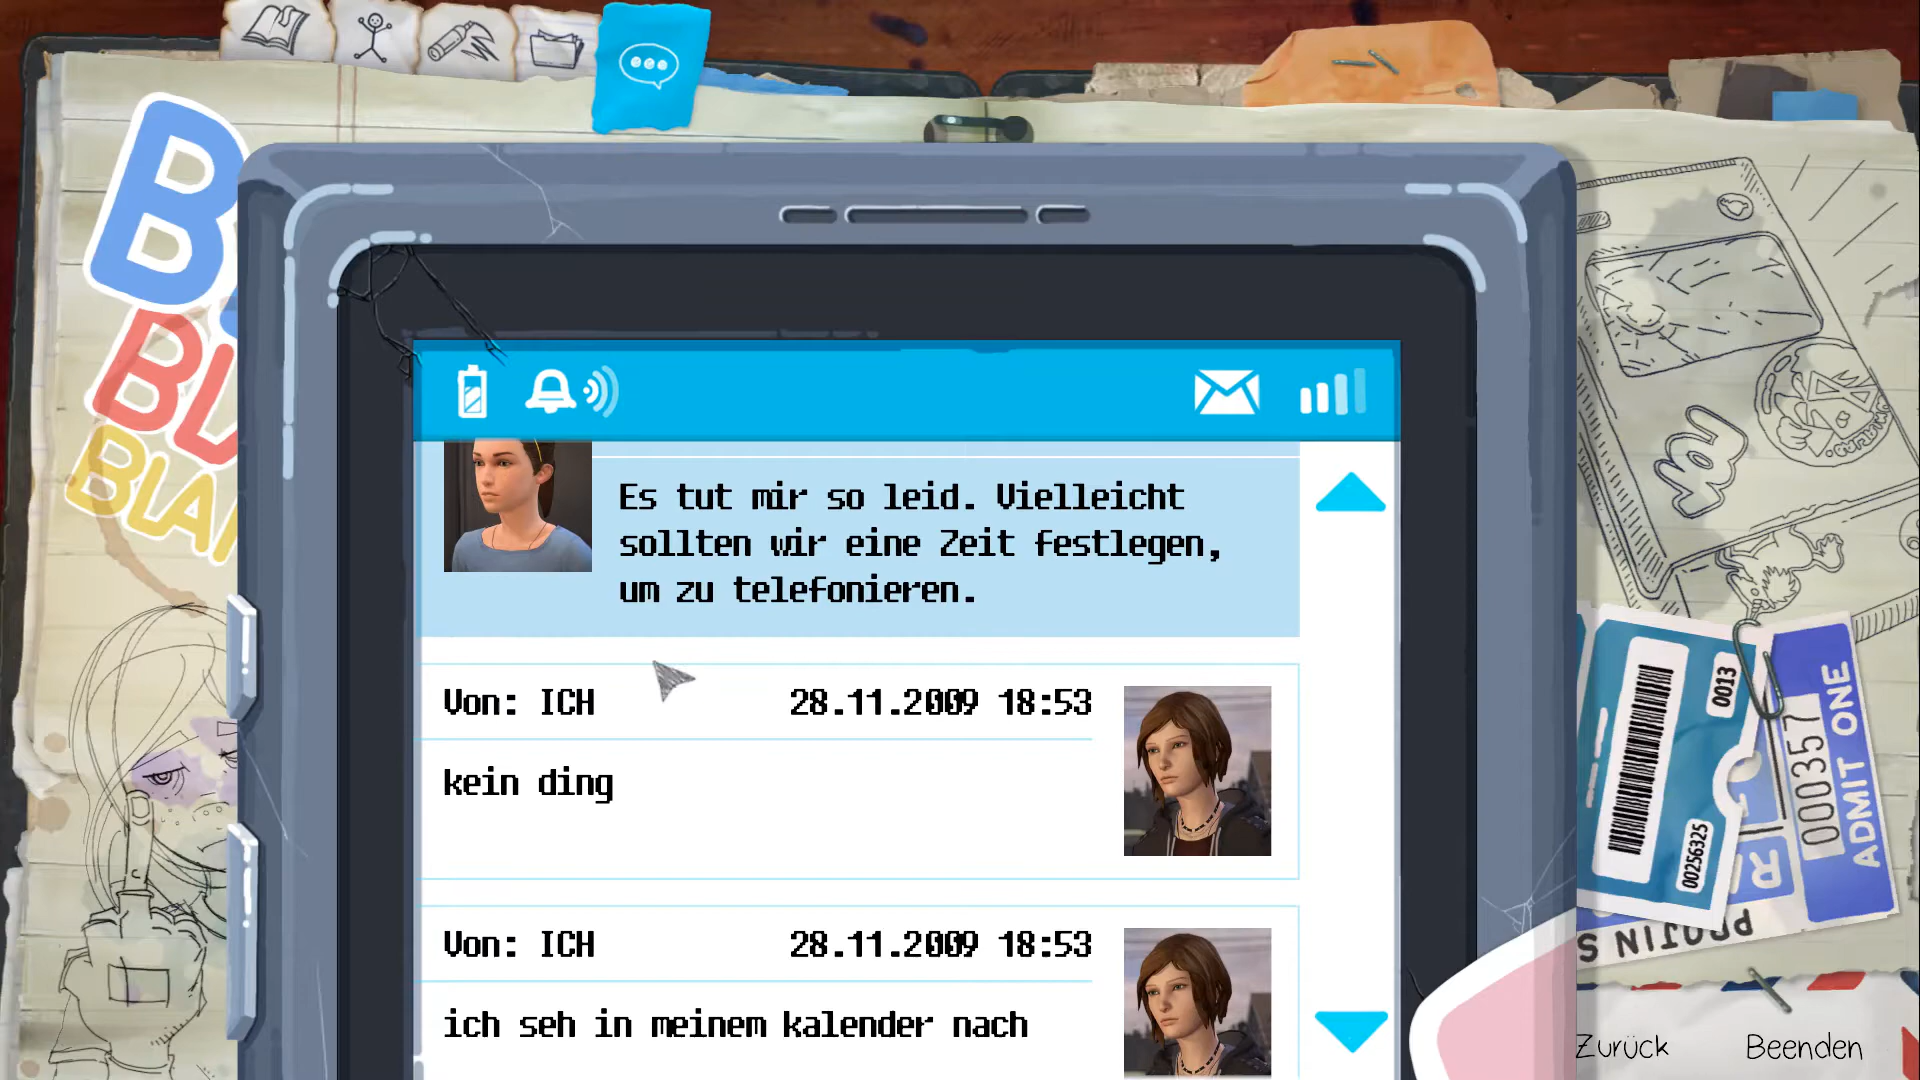 Es tut mir so leid. Vielleicht
sollten wir eine Zeit festlegen,
um zu telefonieren.
Von: ICH 28.11.2009 18:53
kein ding
Von: ICH 28.11.2009 18:53
ich seh in meinem kalender nach
YOU
0013
00256325
000357
ADMIT ONE
Zurück
Beenden